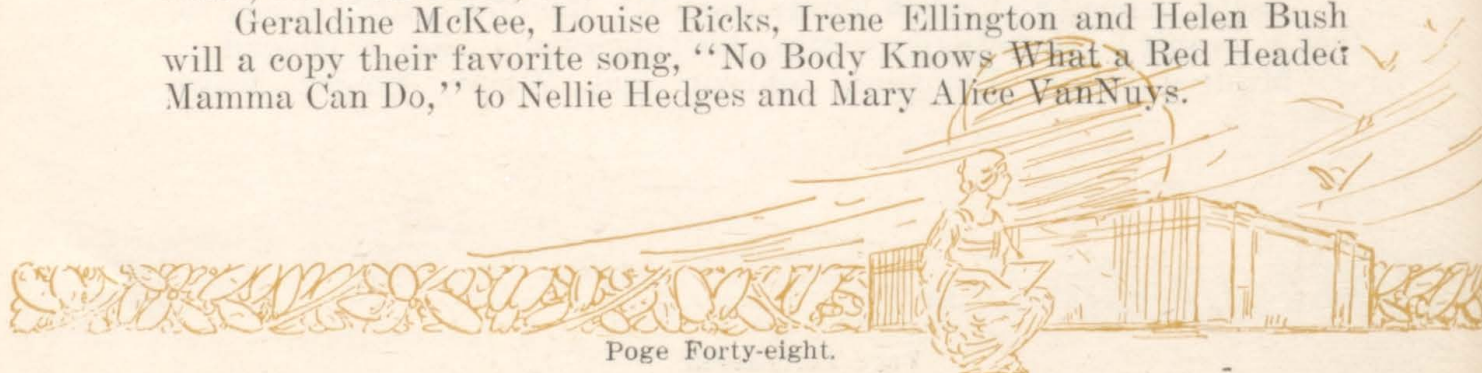 Geraldine McKee, Louise Ricks, Irene Ellington and Helen Bush
will a copy their favorite song, ‘‘No Body Knows What a Red Headed
Mamma Can Do,’’ to Nellie Hedges and Mary Alice VanNuys.
Poge Forty-eight.